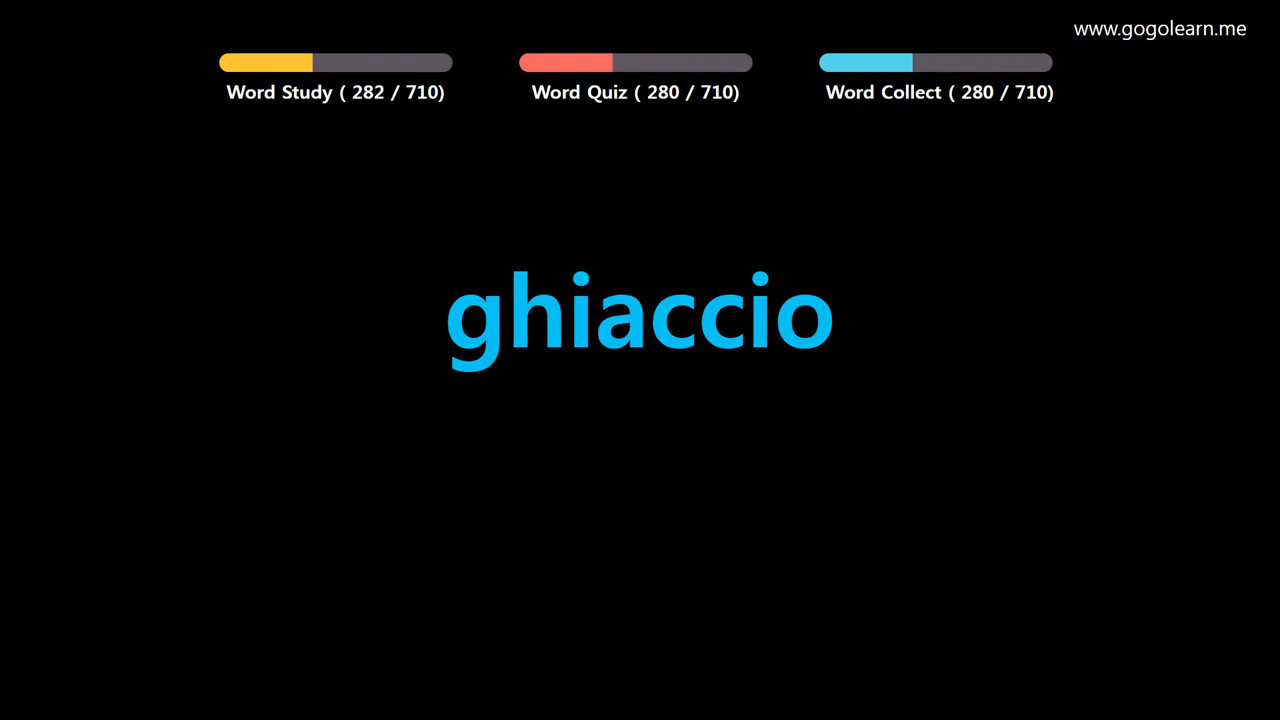 www.gogolearn.me
Word Study ( 282 / 710)
Word Quiz ( 280 / 710)
Word Collect ( 280 / 710)
ghiaccio